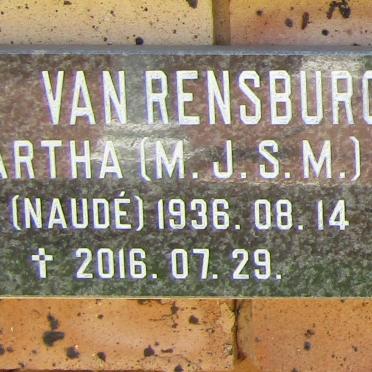 VAN RENSBURG
ARTHA (M. J. S. M.)
(NAUDÉ) 1936. 08. 14
† 2016. 07. 29.